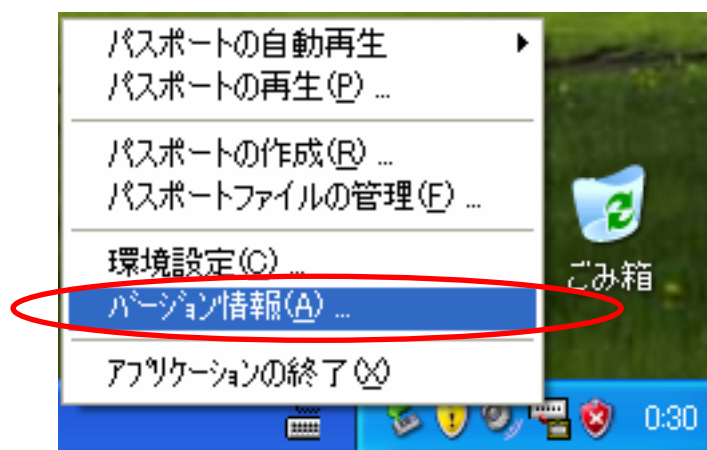 パスポートの自動再生
パスポートの再生(P) ...
パスポートの作成(R) ...
パスポートファイルの管理(F) ...
環境設定(C) ...
バージョン情報(A) ...
アプリケーションの終了(X)
ごみ箱
0:30